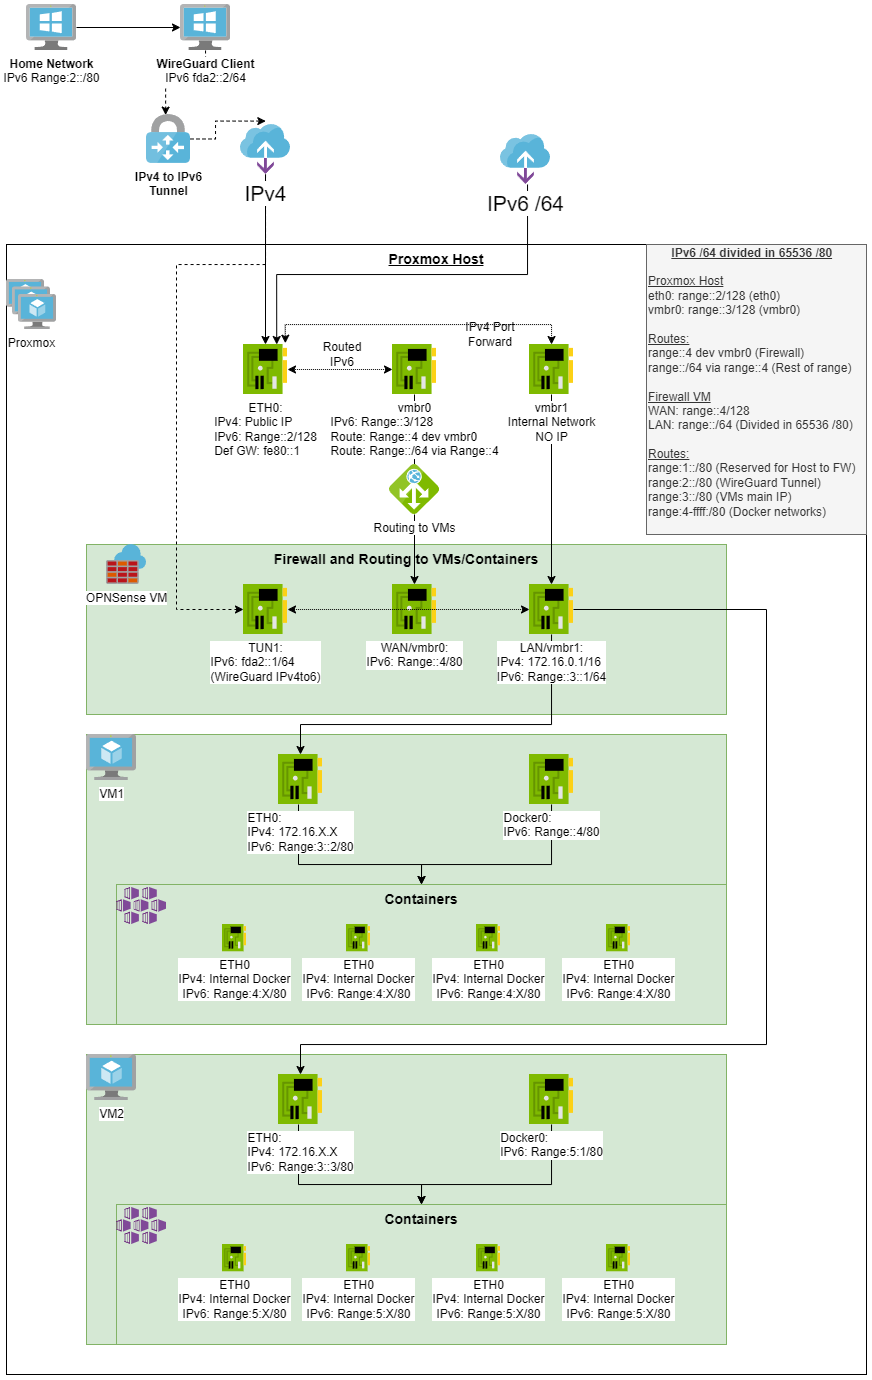 Home Network
IPv6 Range:2::/80
WireGuard Client
IPv6 fda2::2/64
IPv4 to IPv6
Tunnel
IPv4
IPv6 /64
Proxmox
Proxmox Host
IPv6 /64 divided in 65536 /80
Proxmox Host
eth0: range::2/128 (eth0)
vmbr0: range::3/128 (vmbr0)
Routes:
range::4 dev vmbr0 (Firewall)
range::/64 via range::4 (Rest of range)
Firewall VM
WAN: range::4/128
LAN: range::/64 (Divided in 65536 /80)
Routes:
range:1::/80 (Reserved for Host to FW)
range:2::/80 (WireGuard Tunnel)
range:3::/80 (VMs main IP)
range:4-ffff:/80 (Docker networks)
Routed
IPv6
IPv4 Port
Forward
ETH0:
IPv4: Public IP
IPv6: Range::2/128
Def GW: fe80::1
vmbr0
IPv6: Range::3/128
Route: Range::4 dev vmbr0
Route: Range::/64 via Range::4
vmbr1
Internal Network
NO IP
Routing to VMs
OPNSense VM
Firewall and Routing to VMs/Containers
TUN1:
IPv6: fda2::1/64
(WireGuard IPv4to6)
WAN/vmbr0:
IPv6: Range::4/80
LAN/vmbr1:
IPv4: 172.16.0.1/16
IPv6: Range::3::1/64
VM1
ETH0:
IPv4: 172.16.X.X
IPv6: Range:3::2/80
Docker0:
IPv6: Range::4/80
Containers
ETH0
IPv4: Internal Docker
IPv6: Range:4:X/80
ETH0
IPv4: Internal Docker
IPv6: Range:4:X/80
ETH0
IPv4: Internal Docker
IPv6: Range:4:X/80
ETH0
IPv4: Internal Docker
IPv6: Range:4:X/80
VM2
ETH0:
IPv4: 172.16.X.X
IPv6: Range:3::3/80
Docker0:
IPv6: Range:5:1/80
Containers
ETH0
IPv4: Internal Docker
IPv6: Range:5:X/80
ETH0
IPv4: Internal Docker
IPv6: Range:5:X/80
ETH0
IPv4: Internal Docker
IPv6: Range:5:X/80
ETH0
IPv4: Internal Docker
IPv6: Range:5:X/80